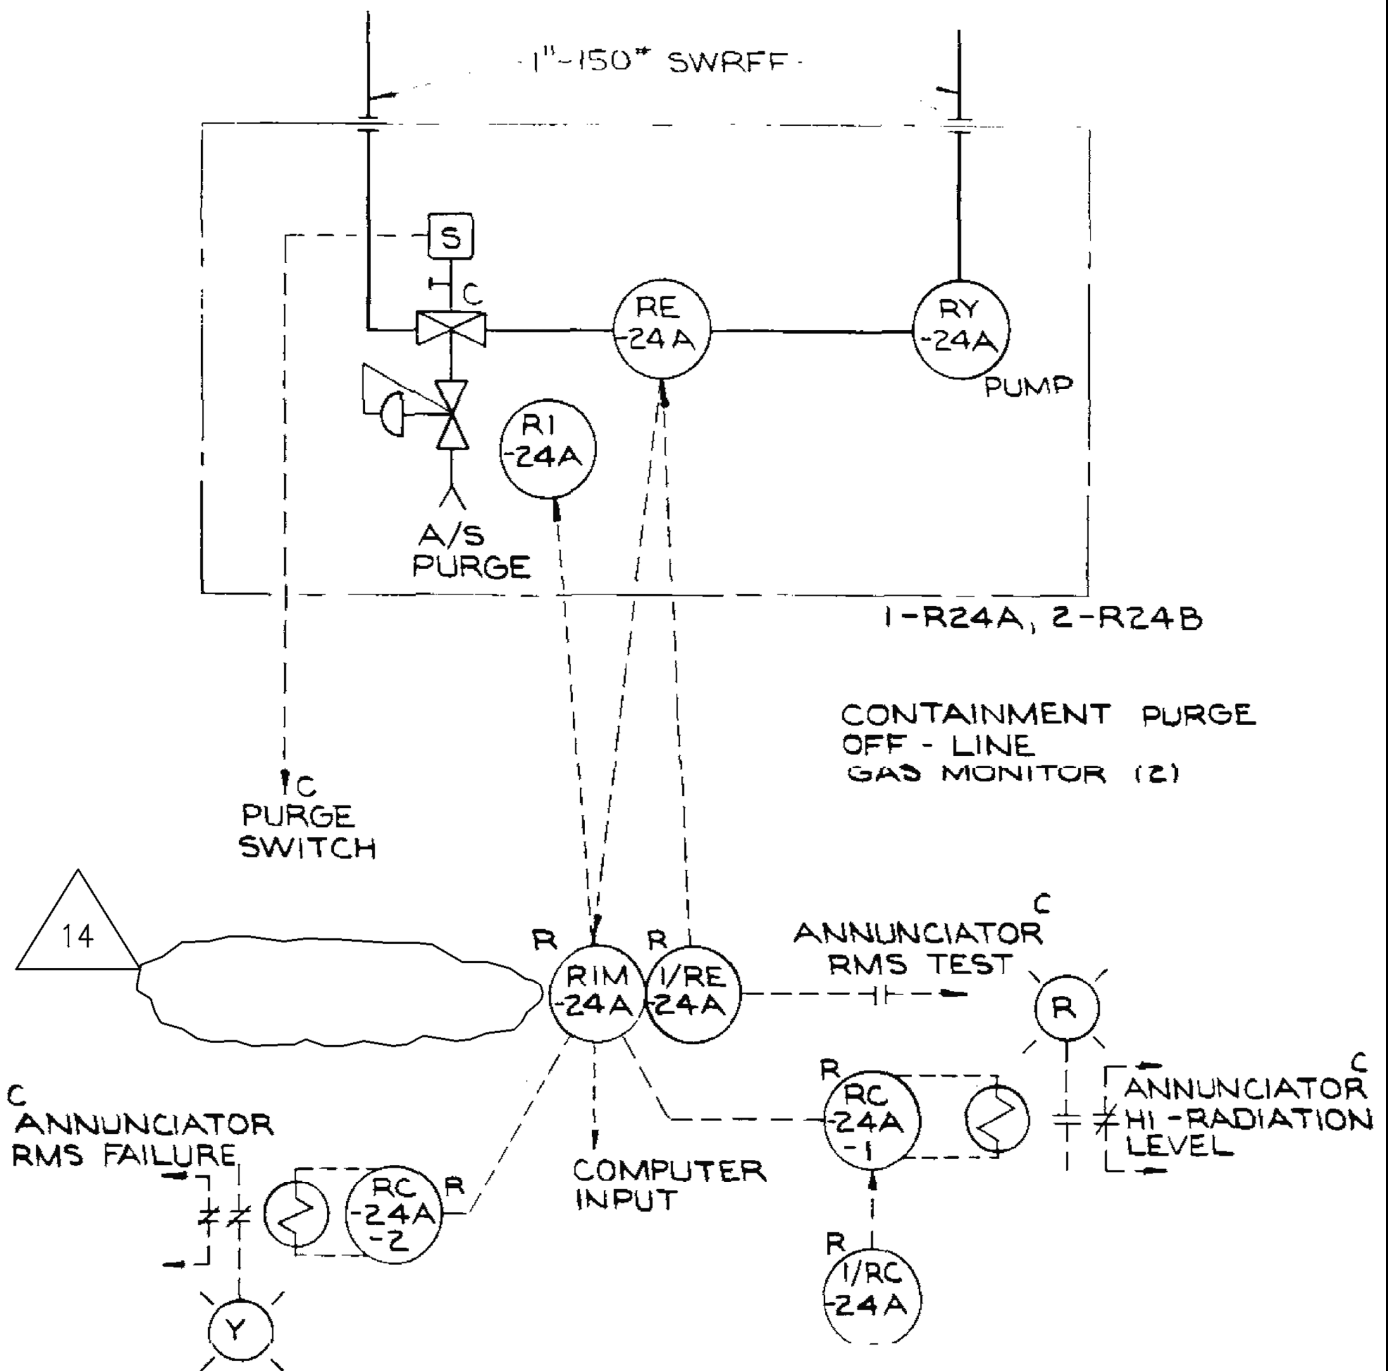 1"-150# SWRFF
S
C
RE
-24A
RY
-24A
PUMP
RI
-24A
A/S
PURGE
1-R24A, 2-R24B
CONTAINMENT PURGE
OFF-LINE
GAS MONITOR (2)
C
PURGE
SWITCH
14
R
RIM
-24A
R
1/RE
-24A
C
ANNUNCIATOR
RMS TEST
R
C
ANNUNCIATOR
HI-RADIATION
LEVEL
R
RC
-24A
-1
C
ANNUNCIATOR
RMS FAILURE
COMPUTER
INPUT
RC
-24A
-2
R
R
1/RC
-24A
Y